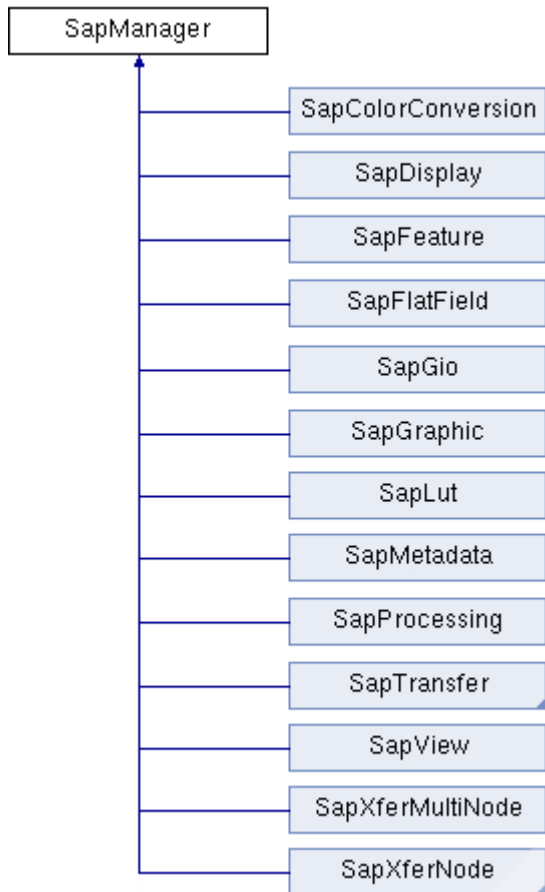 SapManager
SapColorConversion
SapDisplay
SapFeature
SapFlatField
SapGio
SapGraphic
SapLut
SapMetadata
SapProcessing
SapTransfer
SapView
SapXferMultiNode
SapXferNode